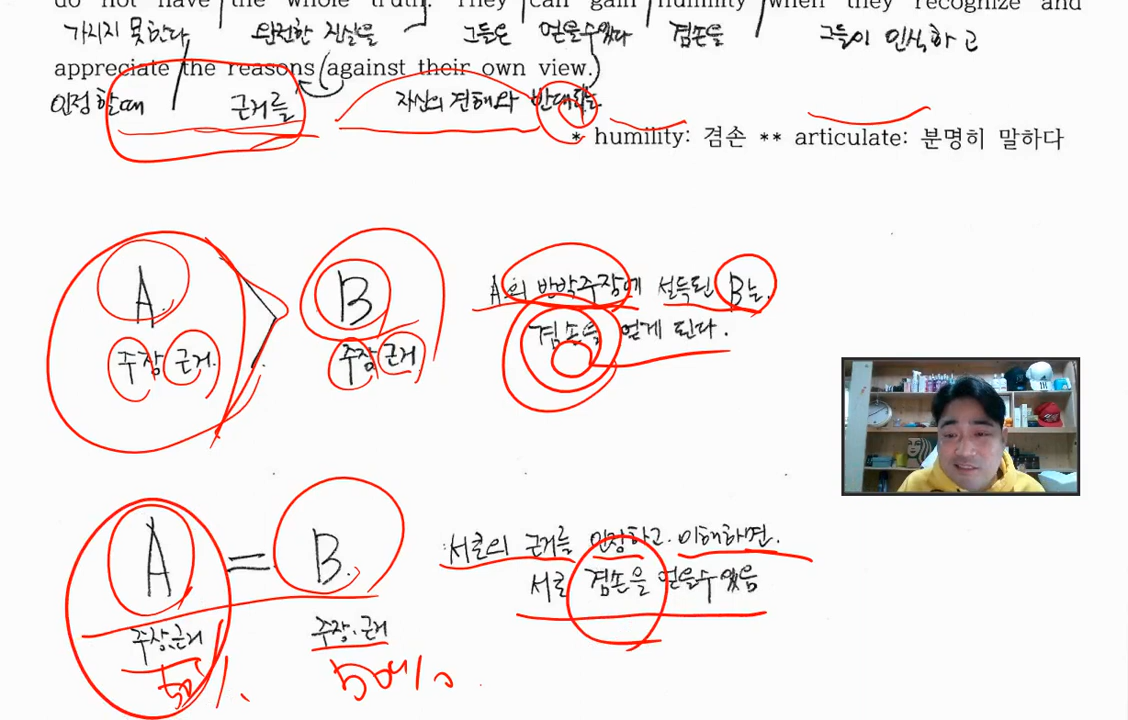 do not have the whole truth. They can gain humility when they recognize and
가지지 못한다 완전한 진실을 그들은 얻을수있다 겸손을 그들이 인식하고
appreciate the reasons against their own view.
인정할때 근거를 자신의 견해와 반대하는
* humility: 겸손 ** articulate: 분명히 말하다
A B A의 반박주장에 설득된 B는
주장 근거. 주장 근거 겸손을 얻게 된다.
A = B 서로의 근거를 인정하고. 이해하면.
서로 겸손을 얻을수있음
주장.근거 주장.근거
50%. 50%